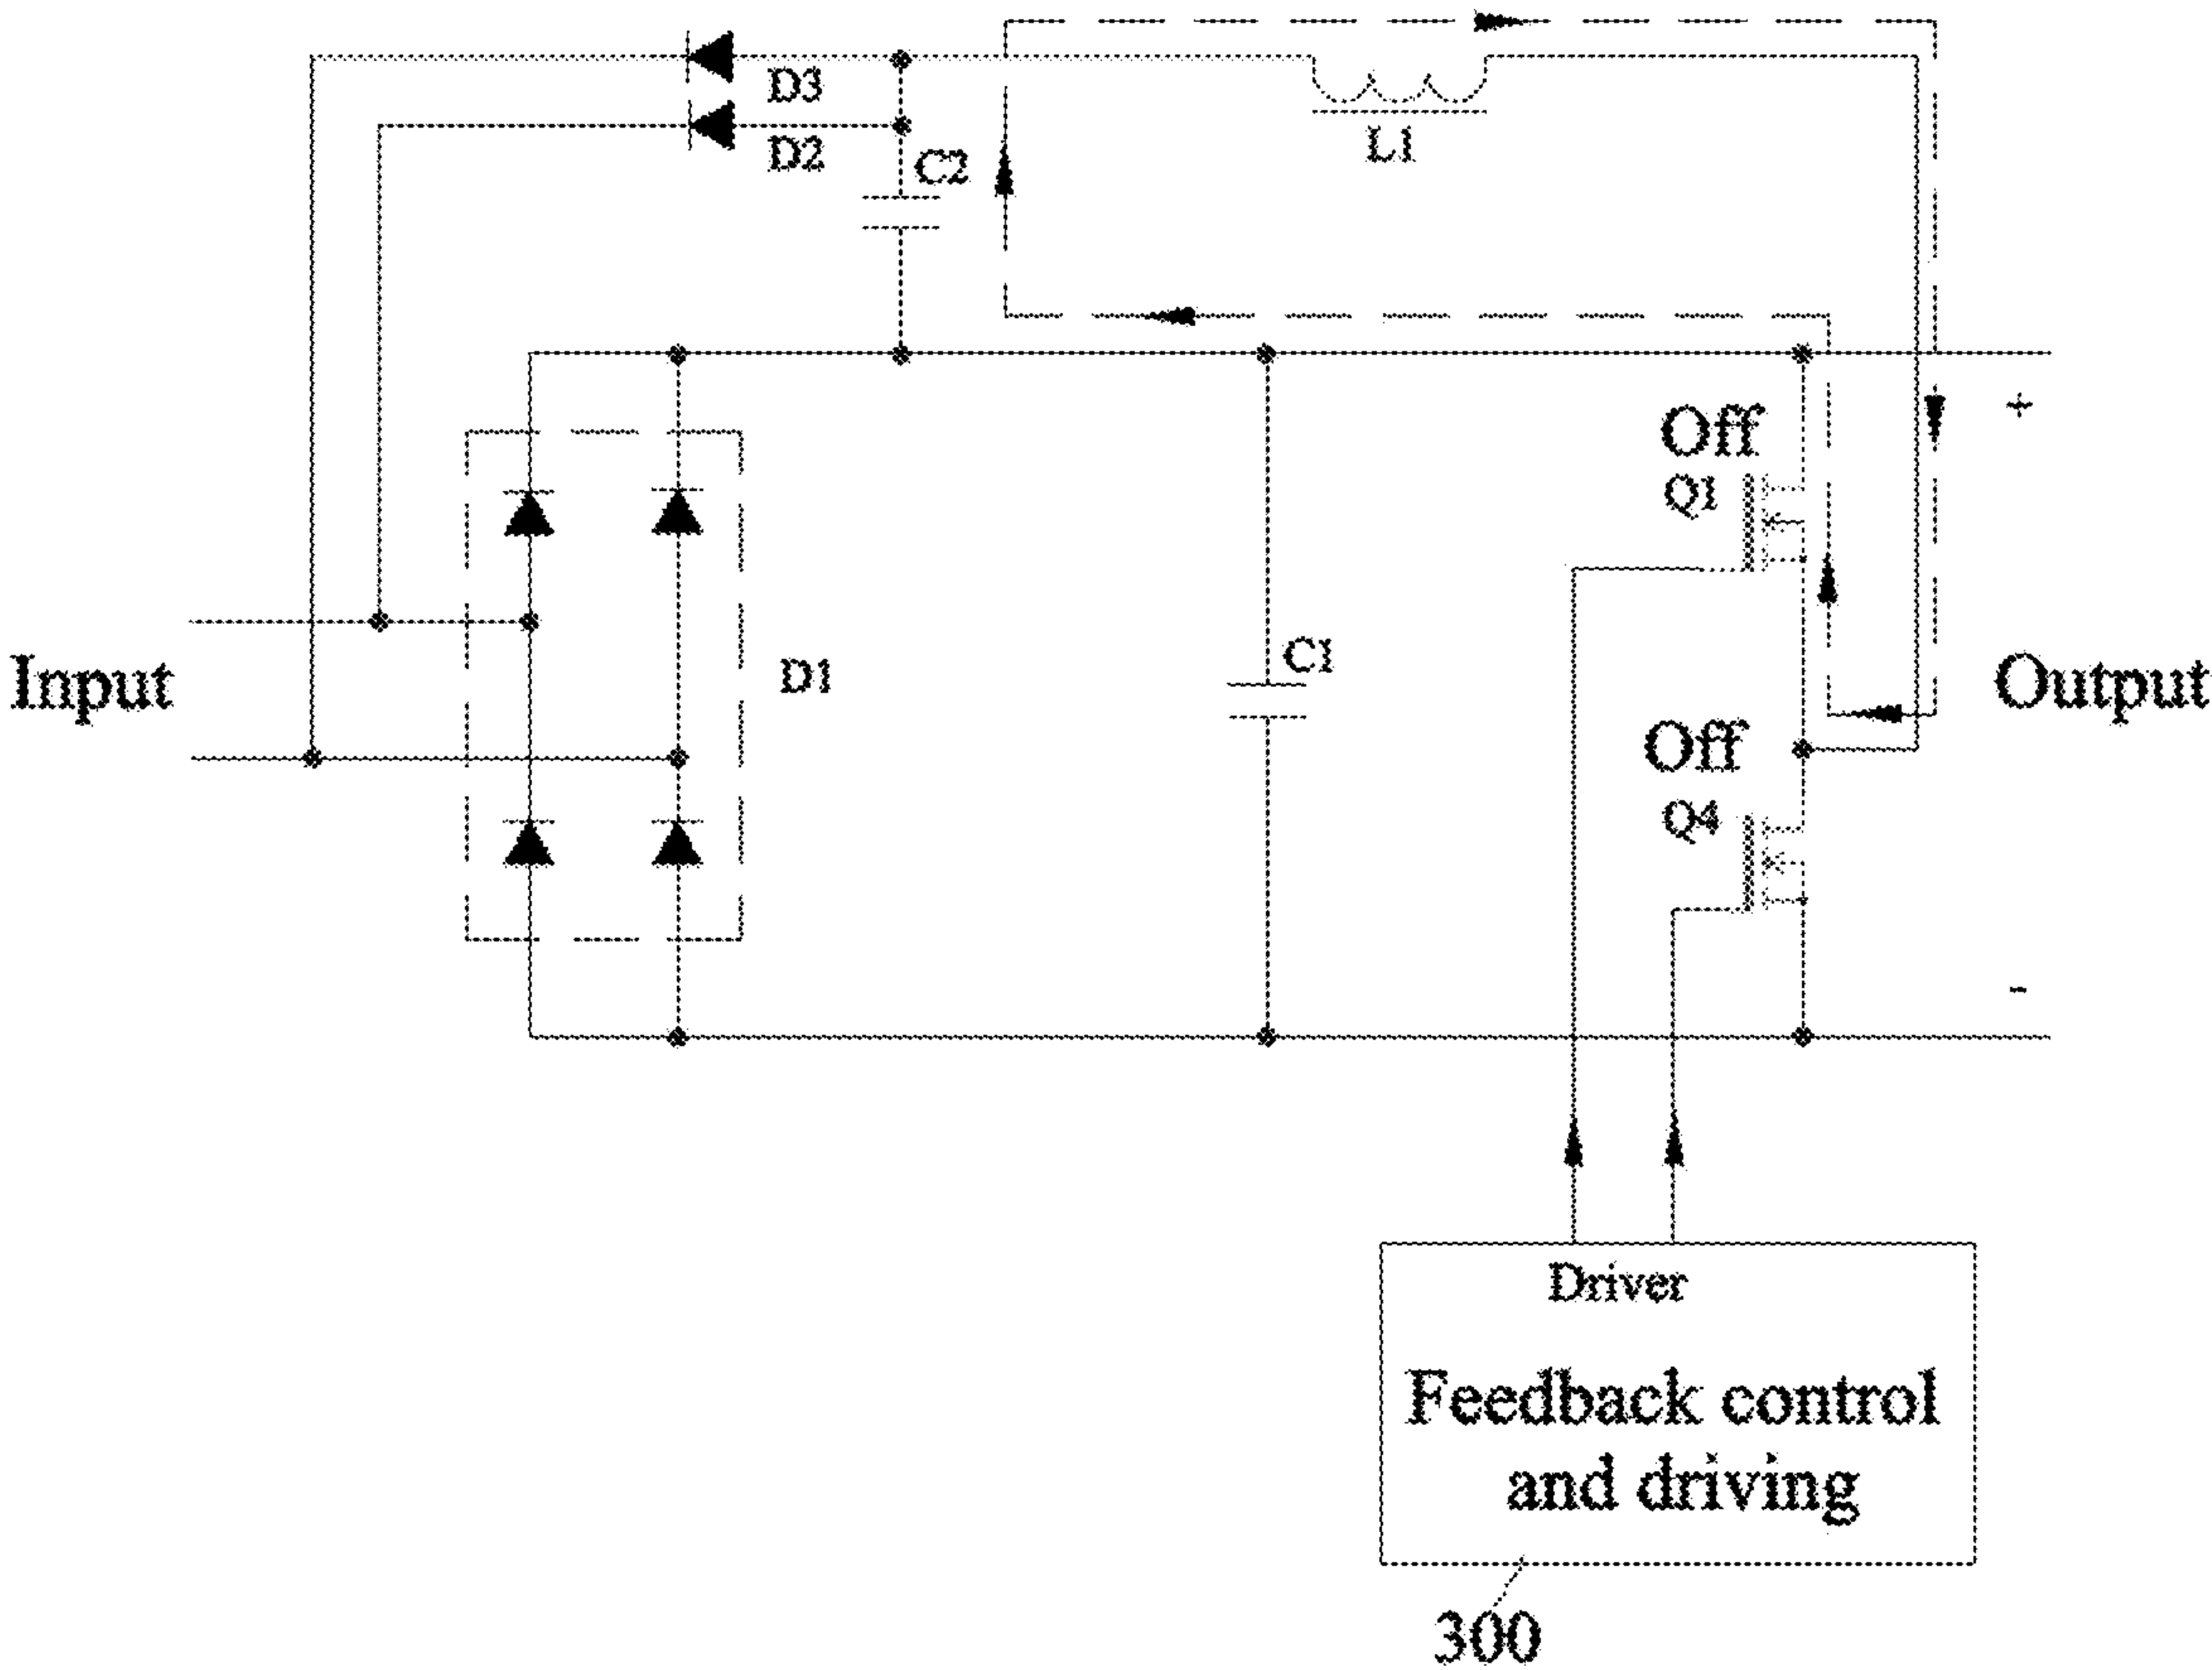 D3
D2
C2
L1
+
Off
Q1
Input
D1
C1
Output
Off
Q4
-
Driver
Feedback control
and driving
300